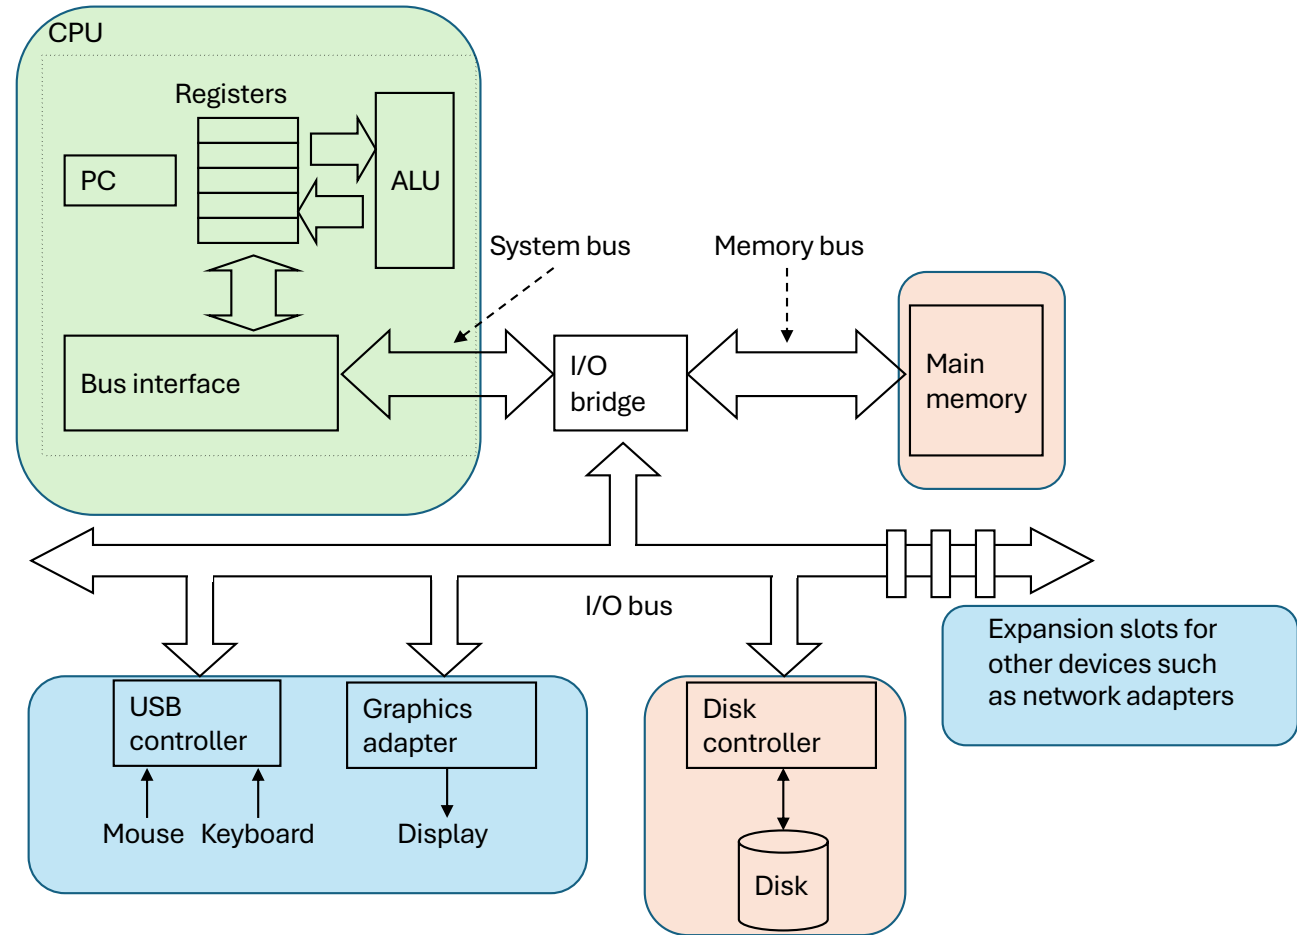 CPU
Registers
PC
ALU
System bus
Memory bus
Bus interface
I/O
bridge
Main
memory
I/O bus
Expansion slots for
other devices such
as network adapters
USB
controller
Graphics
adapter
Disk
controller
Mouse
Keyboard
Display
Disk